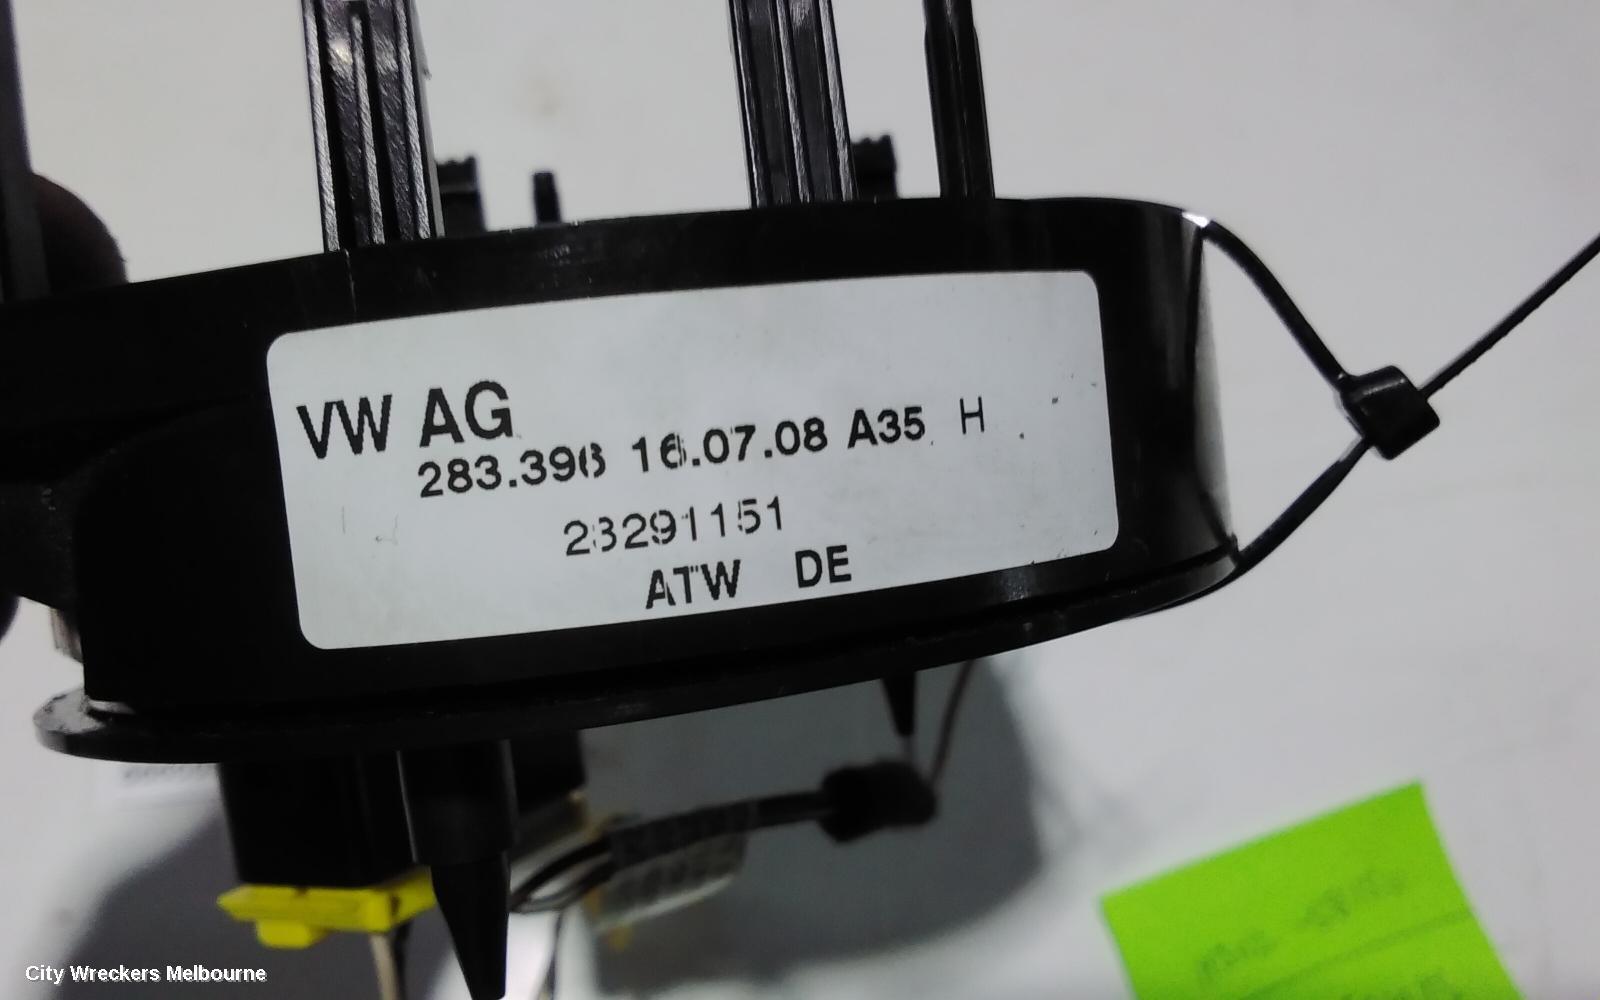 VW AG
283.396 16.07.08 A35 H
23291151
ATW DE
City Wreckers Melbourne